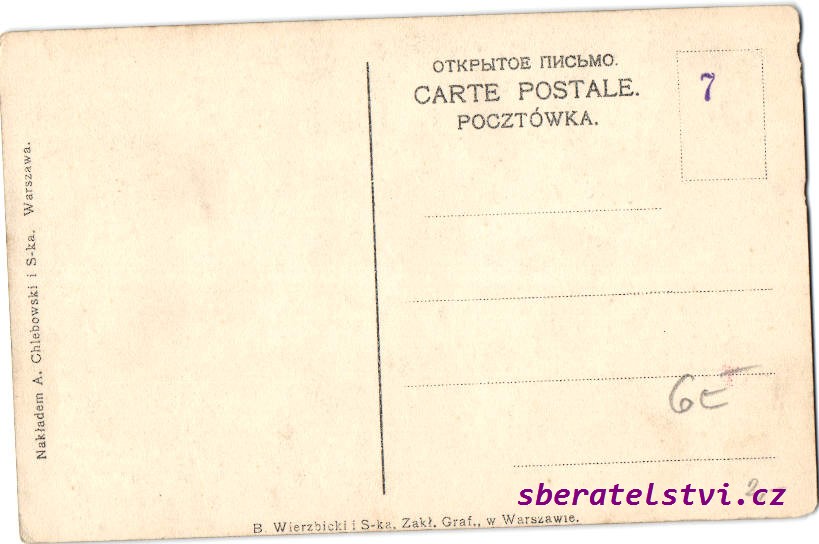 ОТКРЫТОЕ ПИСЬМО.
CARTE POSTALE.
POCZTÓWKA.
7
Nakładem A. Chlebowski i S-ka. Warszawa.
B. Wierzbicki i S-ka, Zakł. Graf., w Warszawie.
sberatelstvi.cz